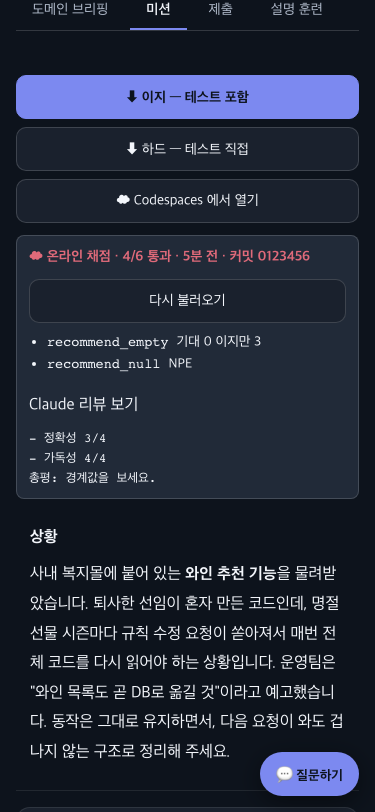 도메인 브리핑 미션 제출 설명 훈련
⬇ 이지 — 테스트 포함
⬇ 하드 — 테스트 직접
☁ Codespaces 에서 열기
☁ 온라인 채점 · 4/6 통과 · 5분 전 · 커밋 0123456
다시 불러오기
• recommend_empty 기대 0 이지만 3
• recommend_null NPE
Claude 리뷰 보기
- 정확성 3/4
- 가독성 4/4
총평: 경계값을 보세요.
상황
사내 복지몰에 붙어 있는 와인 추천 기능을 물려받
았습니다. 퇴사한 선임이 혼자 만든 코드인데, 명절
선물 시즌마다 규칙 수정 요청이 쏟아져서 매번 전
체 코드를 다시 읽어야 하는 상황입니다. 운영팀은
"와인 목록도 곧 DB로 옮길 것"이라고 예고했습니
다. 동작은 그대로 유지하면서, 다음 요청이 와도 겁
나지 않는 구조로 정리해 주세요.
💬 질문하기